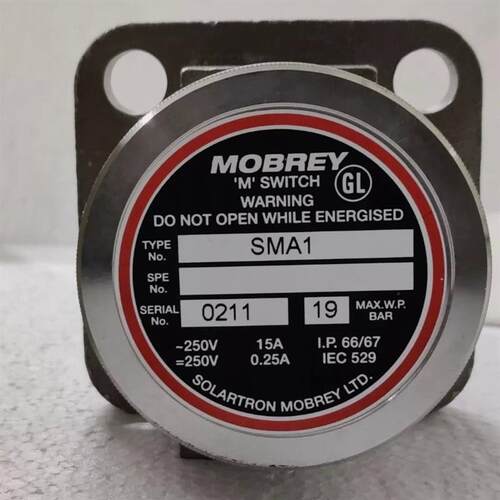 MOBREY
'M' SWITCH
GL
WARNING
DO NOT OPEN WHILE ENERGISED
TYPE No. SMA1
SPE No.
SERIAL No. 0211 19 MAX.W.P. BAR
~250V 15A I.P. 66/67
=250V 0.25A IEC 529
SOLARTRON MOBREY LTD.